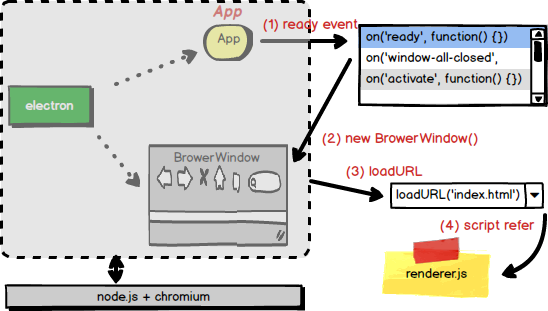 App
(1) ready event
App
on('ready', function() {})
on('window-all-closed',
on('activate', function() {})
electron
(2) new BrowerWindow()
BrowerWindow
(3) loadURL
loadURL('index.html')
(4) script refer
renderer.js
node.js + chromium